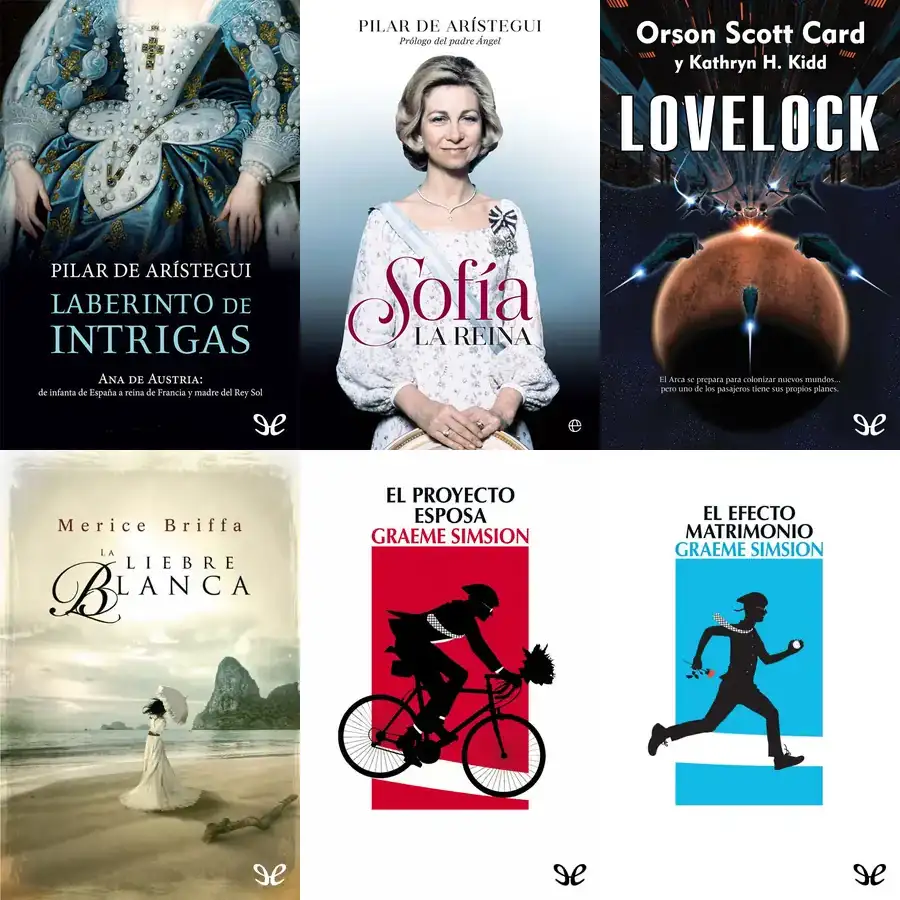 PILAR DE ARÍSTEGUI
LABERINTO DE
INTRIGAS
ANA DE AUSTRIA:
de infanta de España a reina de Francia y madre del Rey Sol
PILAR DE ARÍSTEGUI
Prólogo del padre Ángel
Sofía
LA REINA
Orson Scott Card
y Kathryn H. Kidd
LOVELOCK
El Arca se prepara para colonizar nuevos mundos...
pero uno de los pasajeros tiene sus propios planes.
Merice Briffa
LA
LIEBRE
BLANCA
EL PROYECTO
ESPOSA
GRAEME SIMSION
EL EFECTO
MATRIMONIO
GRAEME SIMSION